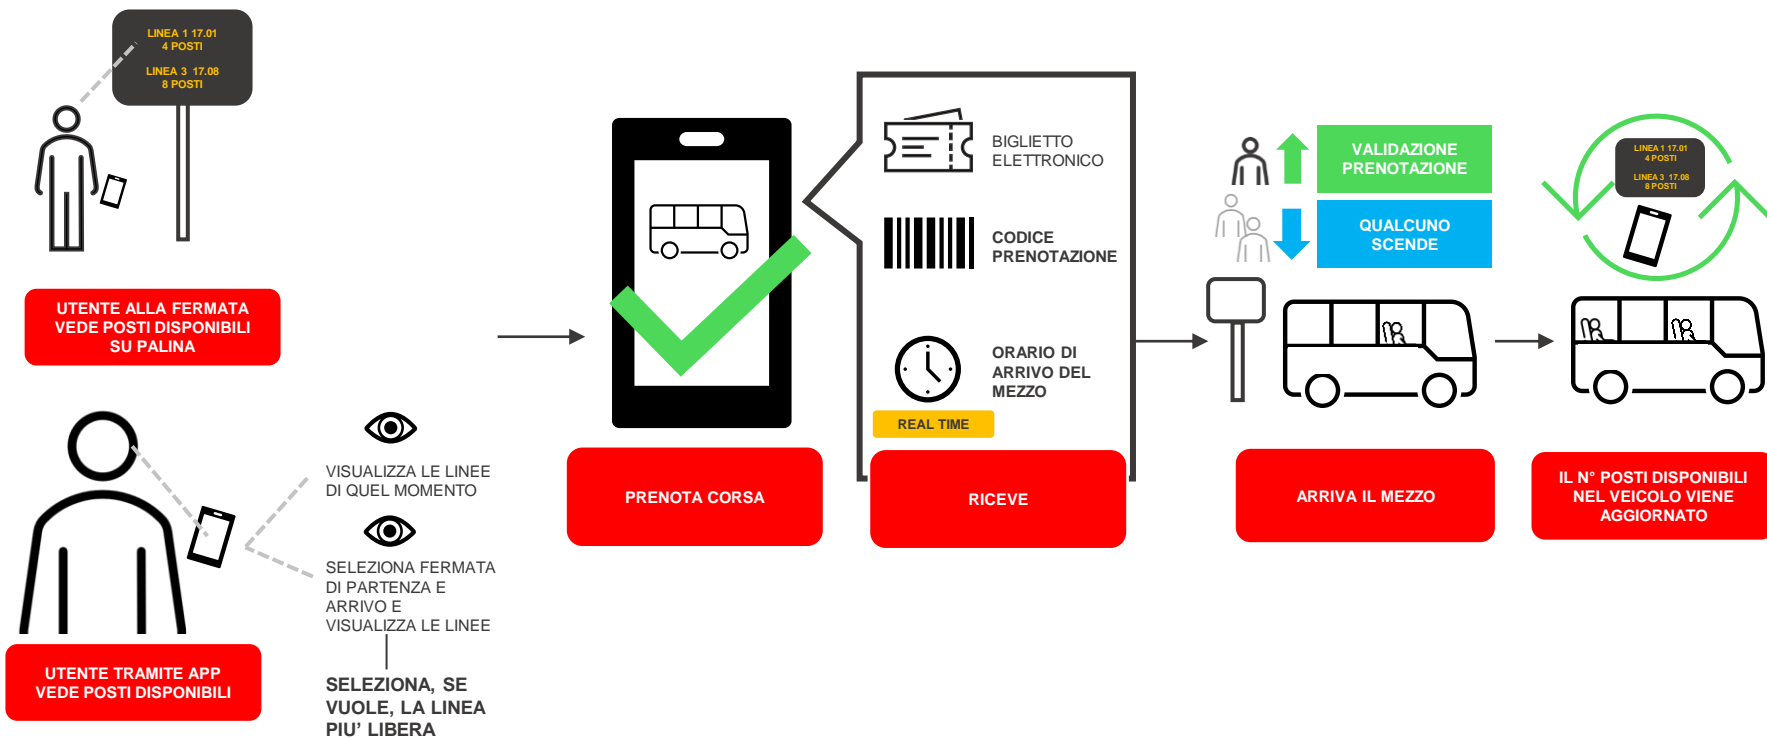 LINEA 1 17.01
4 POSTI
LINEA 3  17.08
8 POSTI
UTENTE ALLA FERMATA
VEDE POSTI DISPONIBILI
SU PALINA
VISUALIZZA LE LINEE
DI QUEL MOMENTO
SELEZIONA FERMATA
DI PARTENZA E
ARRIVO E
VISUALIZZA LE LINEE
SELEZIONA, SE
VUOLE, LA LINEA
PIU’ LIBERA
UTENTE TRAMITE APP
VEDE POSTI DISPONIBILI
PRENOTA CORSA
BIGLIETTO
ELETTRONICO
CODICE
PRENOTAZIONE
ORARIO DI
ARRIVO DEL
MEZZO
REAL TIME
RICEVE
VALIDAZIONE
PRENOTAZIONE
QUALCUNO
SCENDE
ARRIVA IL MEZZO
LINEA 1 17.01
4 POSTI
LINEA 3  17.08
8 POSTI
IL N° POSTI DISPONIBILI
NEL VEICOLO VIENE
AGGIORNATO